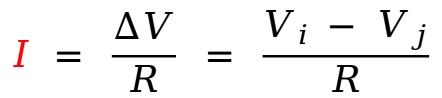 I = ΔV / R = (V_i − V_j) / R